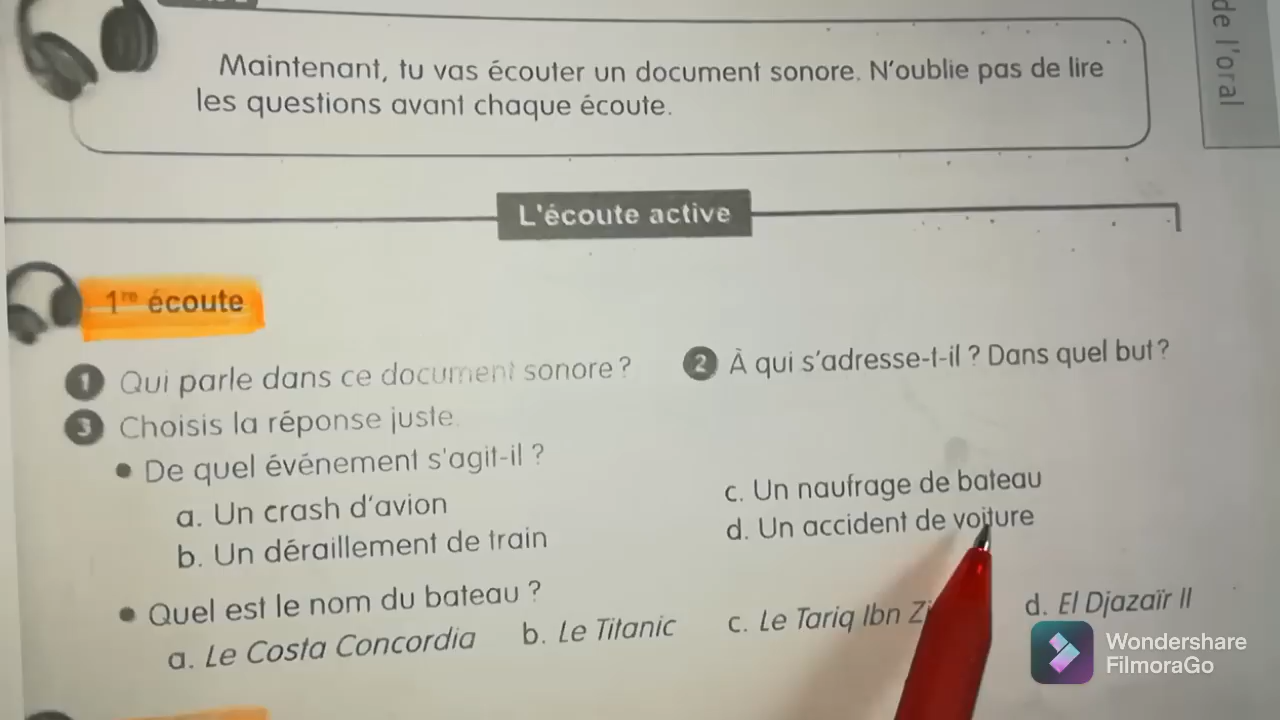 Maintenant, tu vas écouter un document sonore. N'oublie pas de lire
les questions avant chaque écoute.
de l'oral
L'écoute active
1re écoute
1 Qui parle dans ce document sonore ?
2 À qui s'adresse-t-il ? Dans quel but ?
3 Choisis la réponse juste.
• De quel événement s'agit-il ?
a. Un crash d'avion
b. Un déraillement de train
c. Un naufrage de bateau
d. Un accident de voiture
• Quel est le nom du bateau ?
a. Le Costa Concordia b. Le Titanic c. Le Tariq Ibn d. El Djazaïr II
Wondershare
FilmoraGo